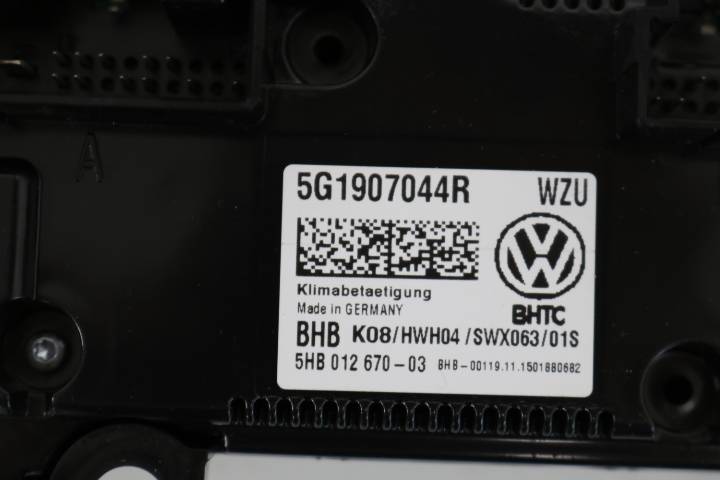 A
5G1907044R WZU
Klimabetaetigung
Made in GERMANY
BHTC
BHB K08/HWH04/SWX063/01S
5HB 012 670-03 BHB-00119.11.1501880682